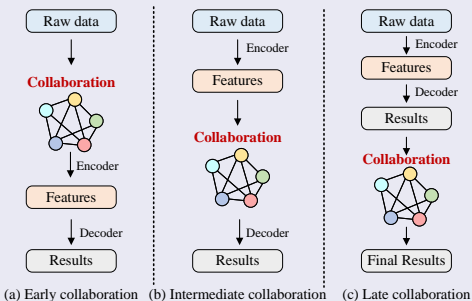 Raw data
Collaboration
Encoder
Features
Decoder
Results
(a) Early collaboration
Raw data
Encoder
Features
Collaboration
Decoder
Results
(b) Intermediate collaboration
Raw data
Encoder
Features
Decoder
Results
Collaboration
Final Results
(c) Late collaboration